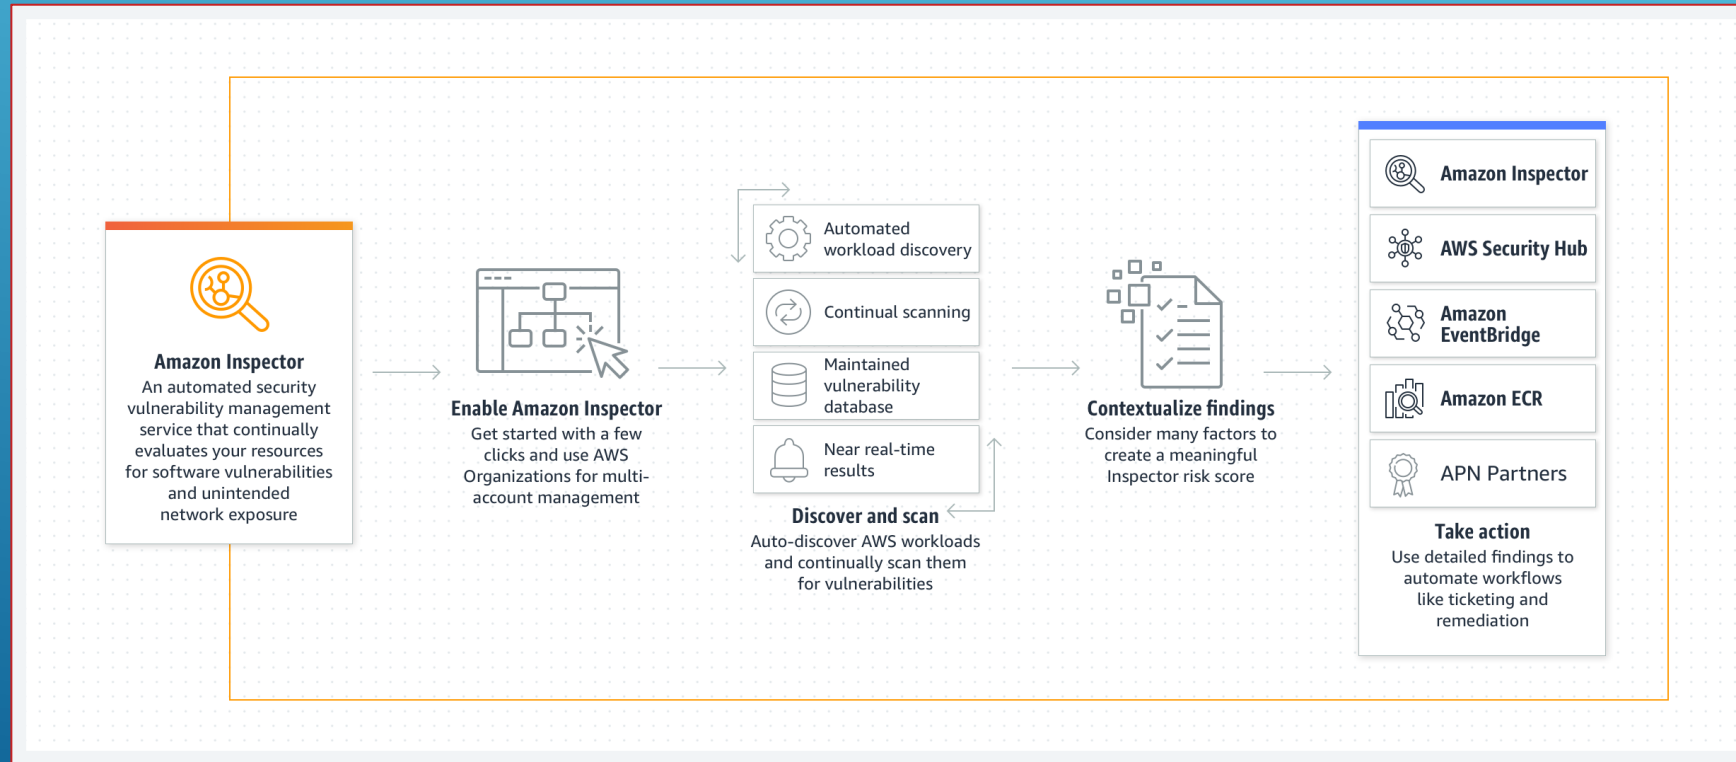 Amazon Inspector
An automated security
vulnerability management
service that continually
evaluates your resources
for software vulnerabilities
and unintended
network exposure
Enable Amazon Inspector
Get started with a few
clicks and use AWS
Organizations for multi-
account management
Automated
workload discovery
Continual scanning
Maintained
vulnerability
database
Near real-time
results
Discover and scan
Auto-discover AWS workloads
and continually scan them
for vulnerabilities
Contextualize findings
Consider many factors to
create a meaningful
Inspector risk score
Amazon Inspector
AWS Security Hub
Amazon
EventBridge
Amazon ECR
APN Partners
Take action
Use detailed findings to
automate workflows
like ticketing and
remediation